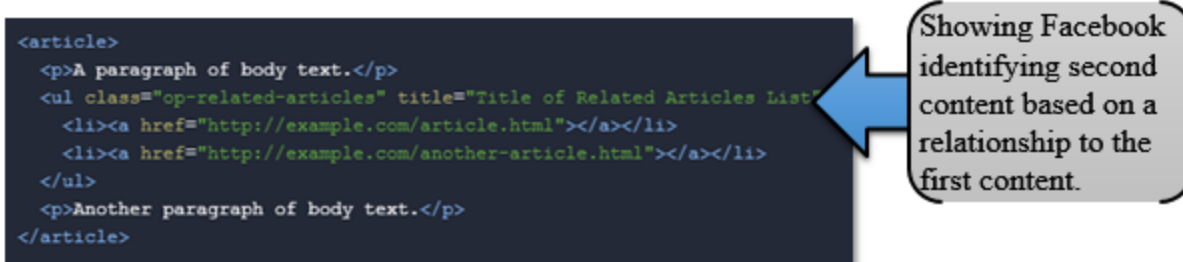 <article>
<p>A paragraph of body text.</p>
<ul class="op-related-articles" title="Title of Related Articles List"
<li><a href="http://example.com/article.html"></a></li>
<li><a href="http://example.com/another-article.html"></a></li>
</ul>
<p>Another paragraph of body text.</p>
</article>
Showing Facebook
identifying second
content based on a
relationship to the
first content.